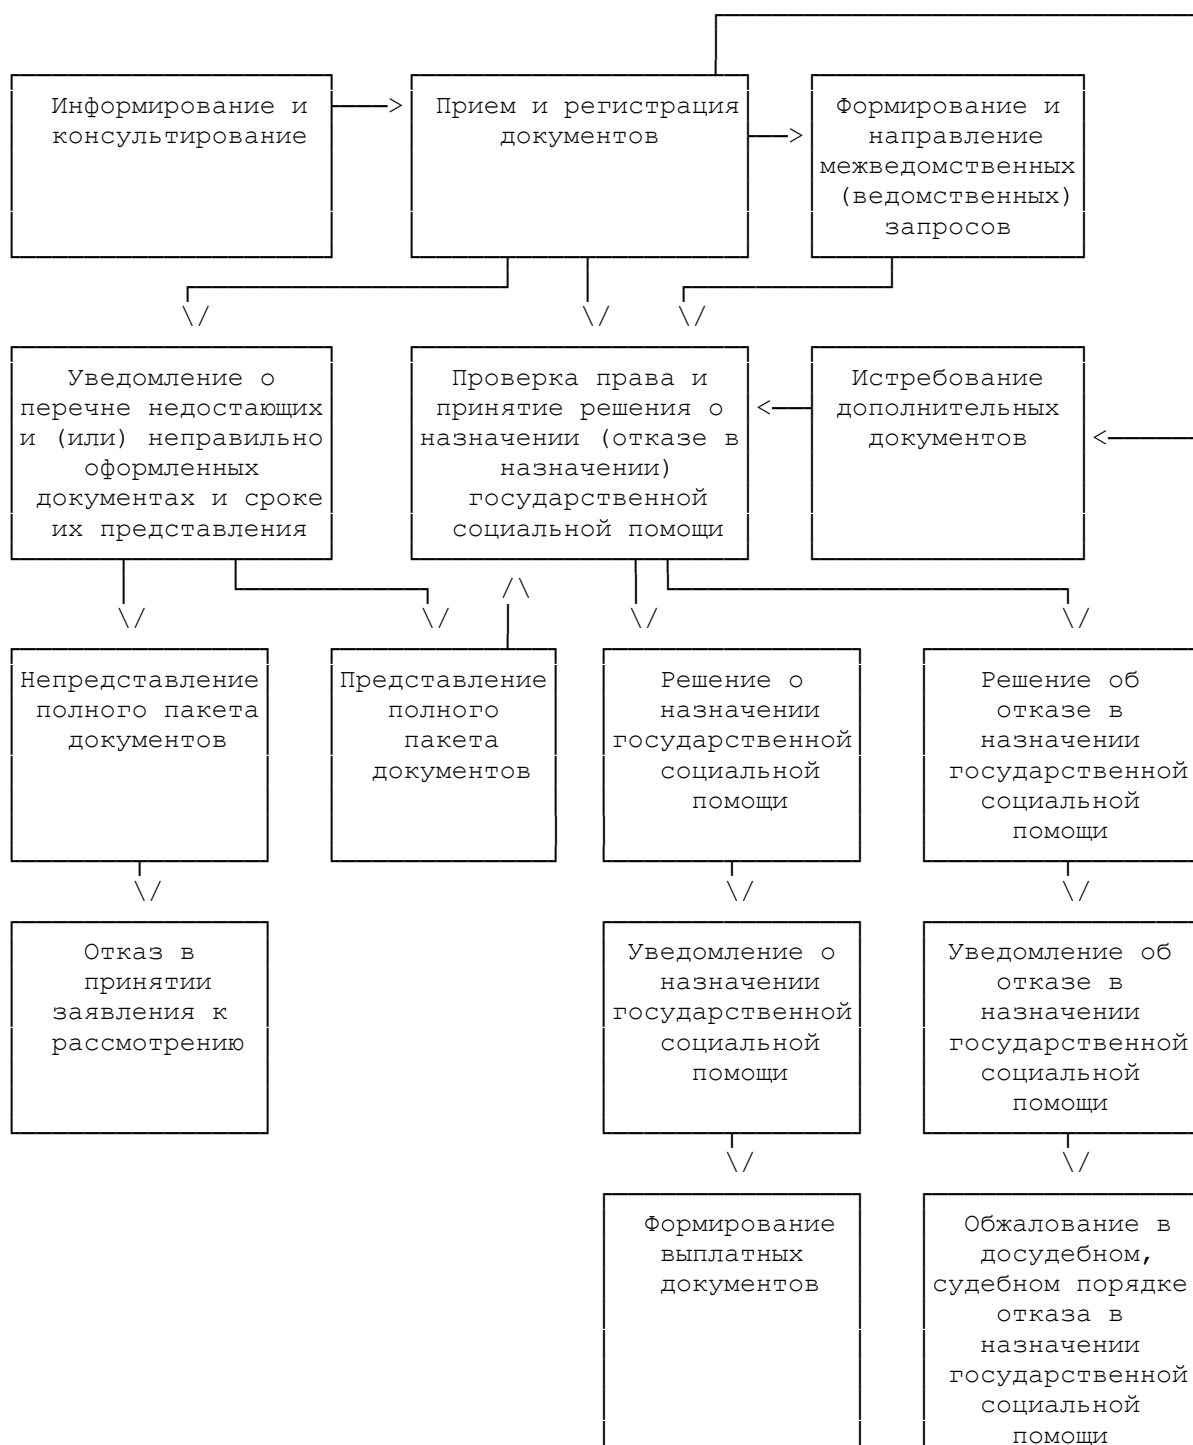 Информирование и
консультирование
Прием и регистрация
документов
Формирование и
направление
межведомственных
(ведомственных)
запросов
Уведомление о
перечне недостающих
и (или) неправильно
оформленных
документах и сроке
их представления
Проверка права и
принятие решения о
назначении (отказе в
назначении)
государственной
социальной помощи
Истребование
дополнительных
документов
Непредставление
полного пакета
документов
Представление
полного
пакета
документов
Решение о
назначении
государственной
социальной
помощи
Решение об
отказе в
назначении
государственной
социальной
помощи
Отказ в
принятии
заявления к
рассмотрению
Уведомление о
назначении
государственной
социальной
помощи
Уведомление об
отказе в
назначении
государственной
социальной
помощи
Формирование
выплатных
документов
Обжалование в
досудебном,
судебном порядке
отказа в
назначении
государственной
социальной
помощи